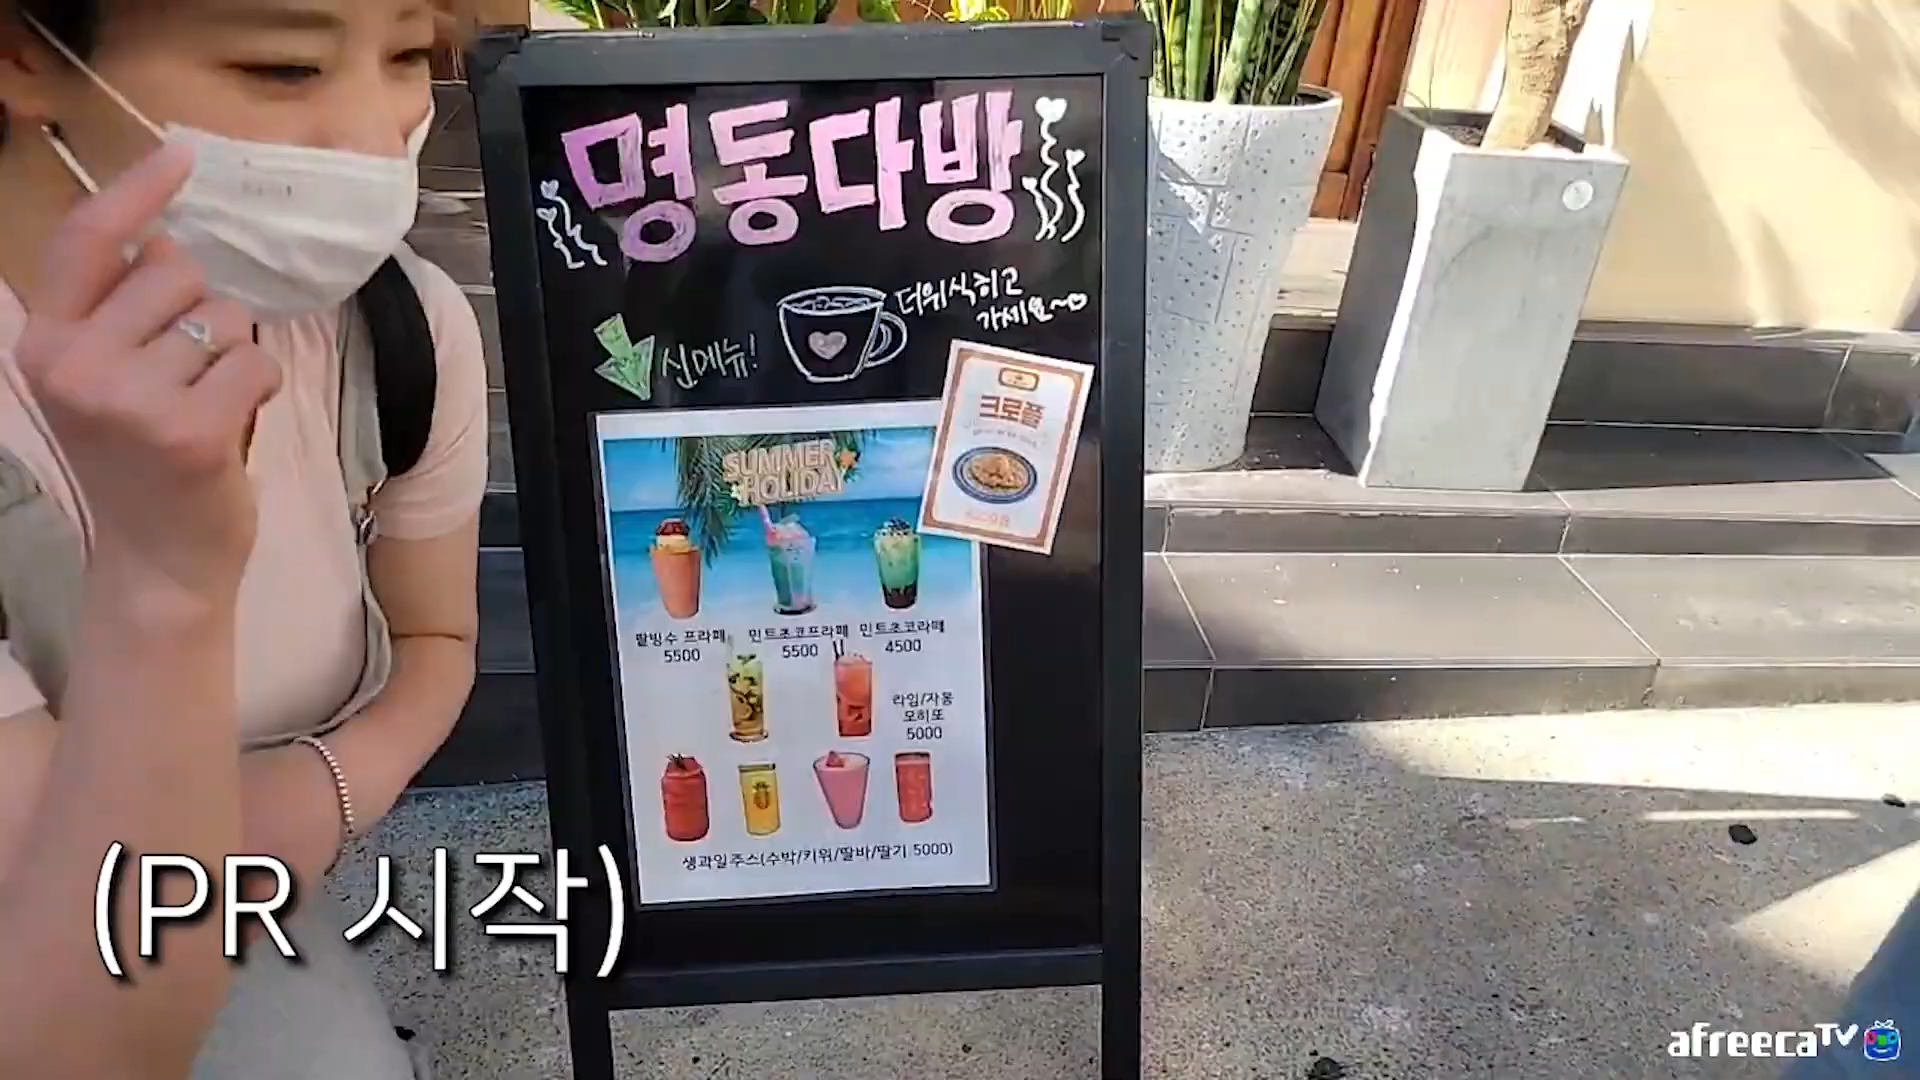 명동다방
더위식히고
가세요~
신메뉴!
크로플
SUMMER
HOLIDAY
팥빙수 프라페
5500
민트초코프라페
5500
민트초코라떼
4500
라임/자몽
모히또
5000
생과일주스(수박/키위/딸바/딸기 5000)
(PR 시작)
afreecaTV